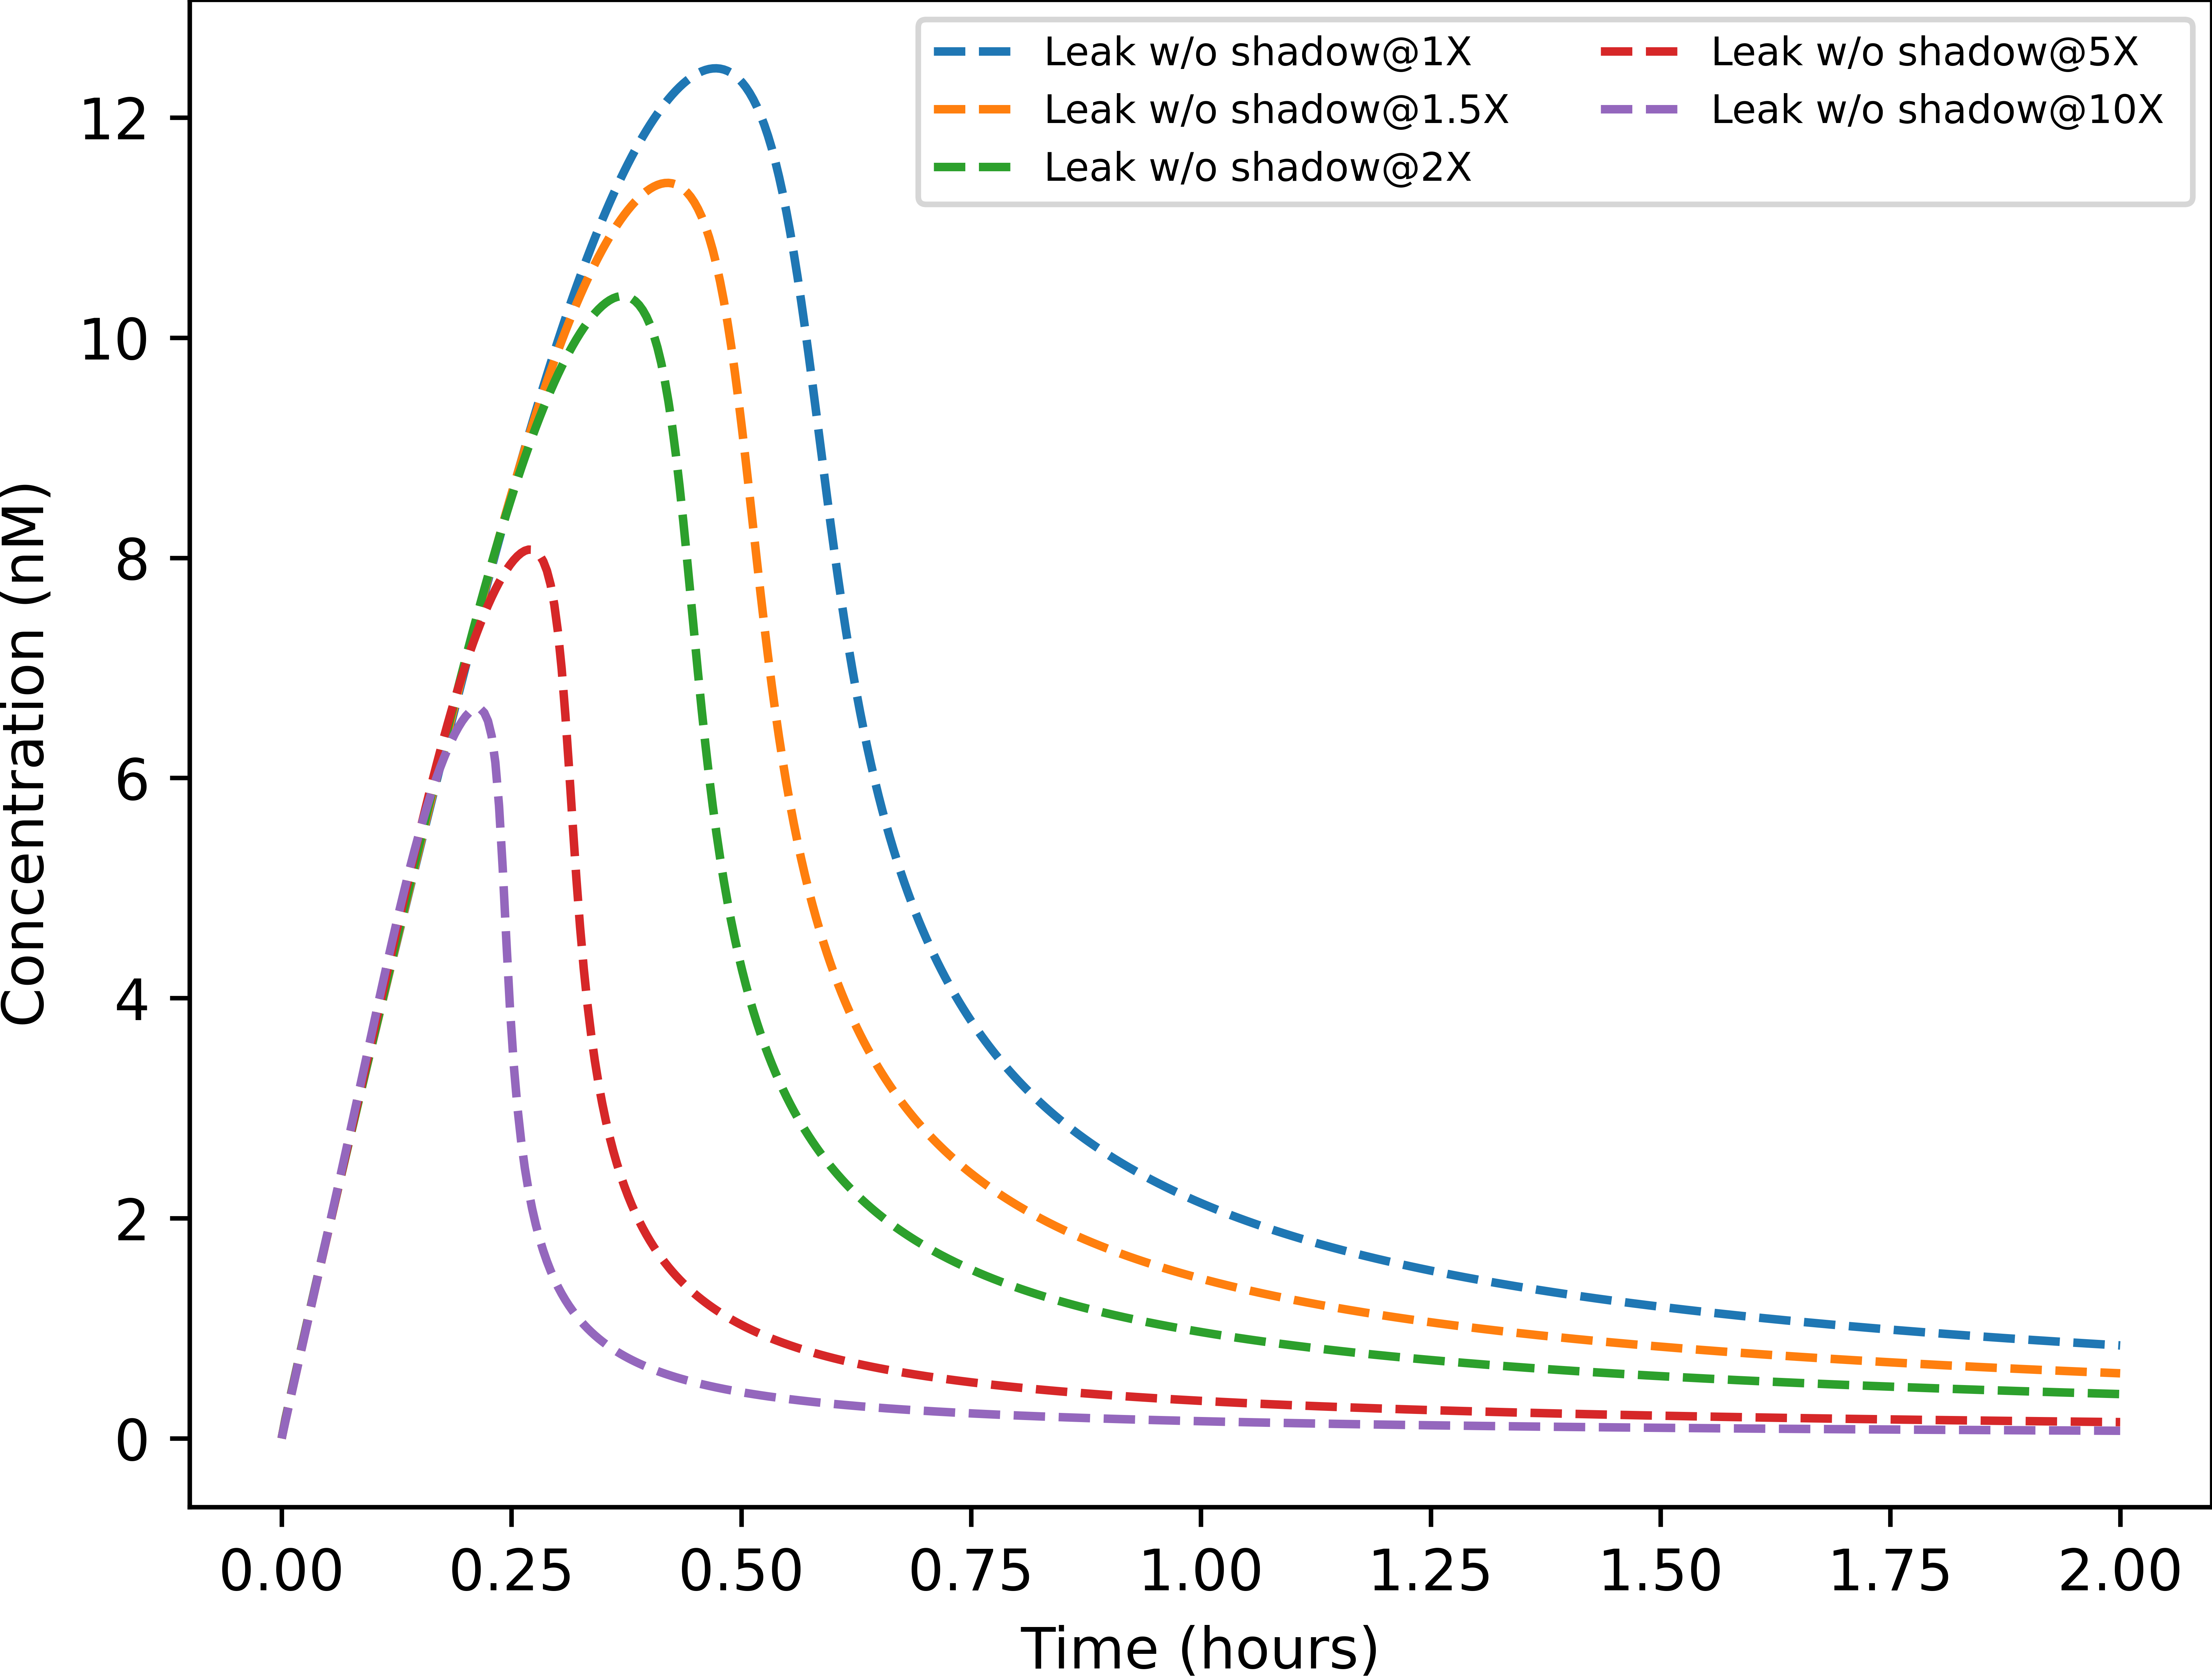 Leak w/o shadow@1X
Leak w/o shadow@1.5X
Leak w/o shadow@2X
Leak w/o shadow@5X
Leak w/o shadow@10X
Concentration (nM)
12
10
8
6
4
2
0
0.00 0.25 0.50 0.75 1.00 1.25 1.50 1.75 2.00
Time (hours)